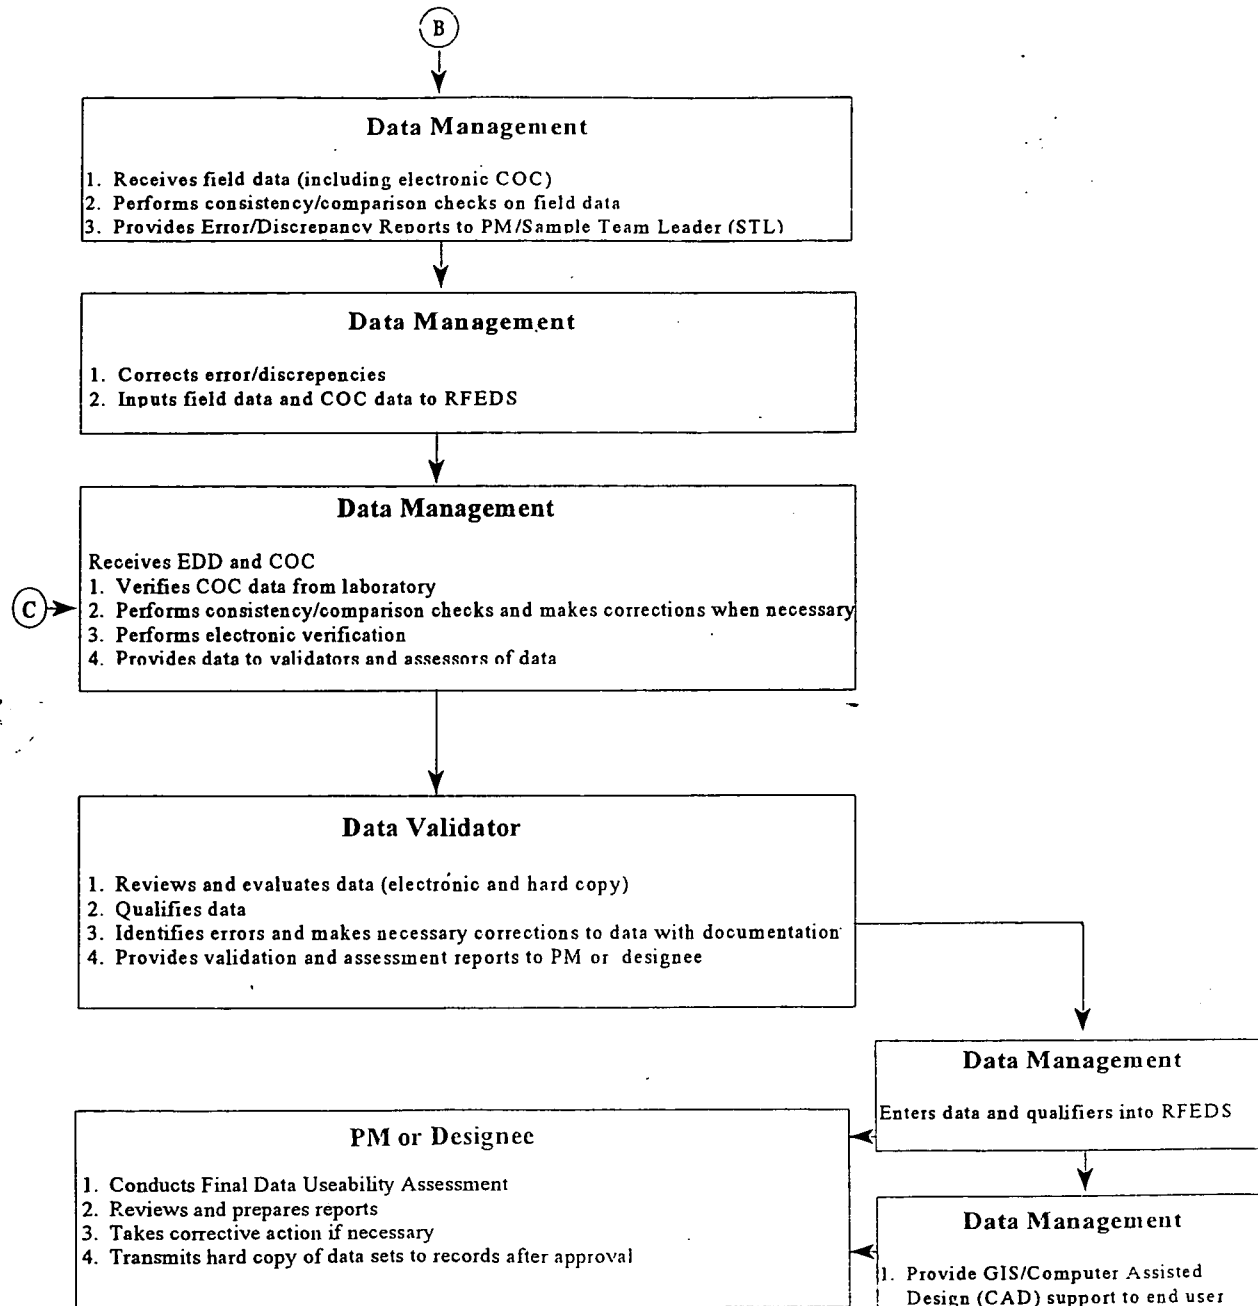 B
Data Management
1. Receives field data (including electronic COC)
2. Performs consistency/comparison checks on field data
3. Provides Error/Discrepancy Reports to PM/Sample Team Leader (STL)
Data Management
1. Corrects error/discrepencies
2. Inputs field data and COC data to RFEDS
Data Management
Receives EDD and COC
1. Verifies COC data from laboratory
C
2. Performs consistency/comparison checks and makes corrections when necessary
3. Performs electronic verification
4. Provides data to validators and assessors of data
Data Validator
1. Reviews and evaluates data (electronic and hard copy)
2. Qualifies data
3. Identifies errors and makes necessary corrections to data with documentation
4. Provides validation and assessment reports to PM or designee
Data Management
Enters data and qualifiers into RFEDS
PM or Designee
1. Conducts Final Data Useability Assessment
2. Reviews and prepares reports
3. Takes corrective action if necessary
4. Transmits hard copy of data sets to records after approval
Data Management
1. Provide GIS/Computer Assisted
Design (CAD) support to end user